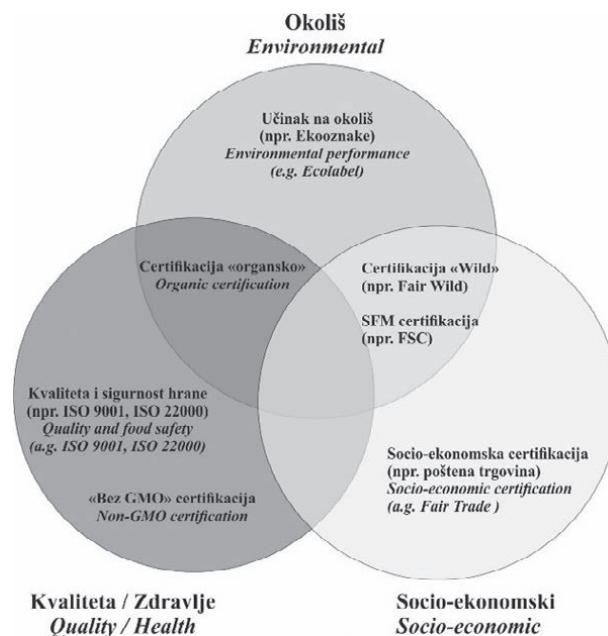 Okoliš
Environmental
Učinak na okoliš
(npr. Ekooznake)
Environmental performance
(e.g. Ecolabel)
Certifikacija «organsko»
Organic certification
Certifikacija «Wild»
(npr. Fair Wild)
SFM certifikacija
(npr. FSC)
Kvaliteta i sigurnost hrane
(npr. ISO 9001, ISO 22000)
Quality and food safety
(a.g. ISO 9001, ISO 22000)
«Bez GMO» certifikacija
Non-GMO certification
Socio-ekonomska certifikacija
(npr. poštena trgovina)
Socio-economic certification
(a.g. Fair Trade )
Kvaliteta / Zdravlje
Quality / Health
Socio-ekonomski
Socio-economic